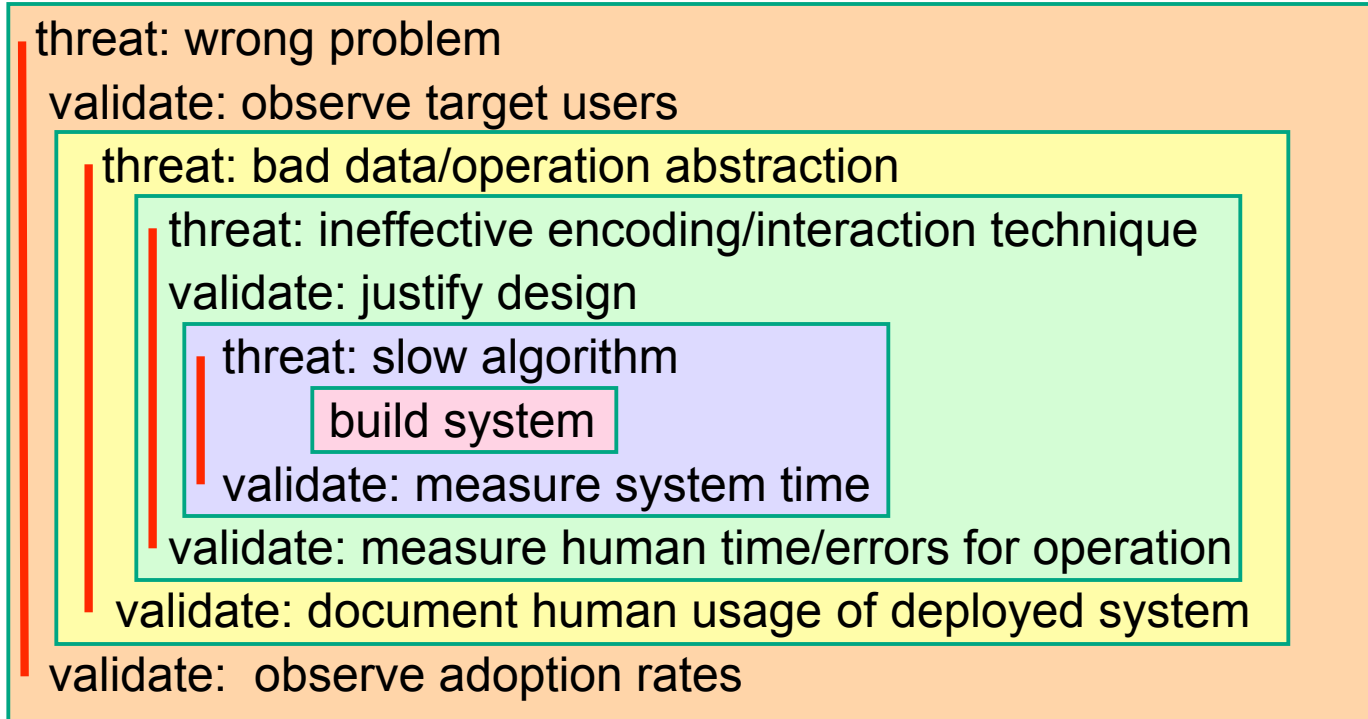 threat: wrong problem
validate: observe target users
threat: bad data/operation abstraction
threat: ineffective encoding/interaction technique
validate: justify design
threat: slow algorithm
build system
validate: measure system time
validate: measure human time/errors for operation
validate: document human usage of deployed system
validate: observe adoption rates